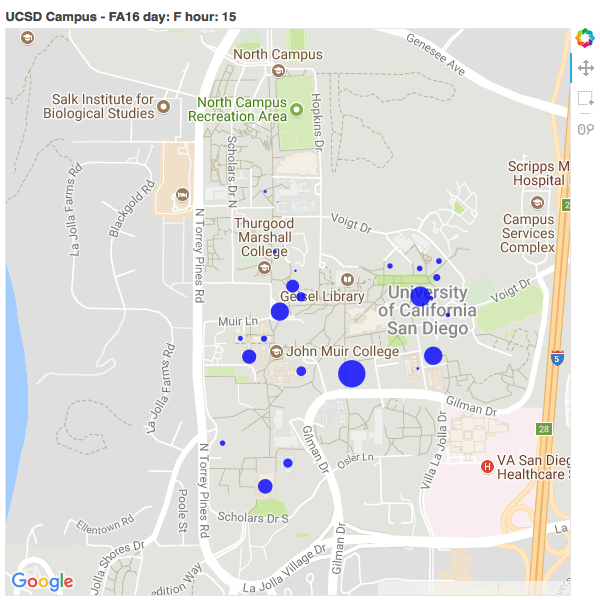 UCSD Campus - FA16 day: F hour: 15
Genesee Ave
North Campus
Salk Institute for
Biological Studies
North Campus
Recreation Area
Hopkins Dr
Scholars Dr N
La Jolla Farms Rd
Blackgold Rd
N Torrey Pines Rd
Scripps M
Hospital
2
Campus
Services
Complex
Voigt Dr
Thurgood
Marshall
College
Geisel Library
University
of California
San Diego
Voigt Dr
Muir Ln
John Muir College
5
La Jolla Farms Rd
Gilman Dr
Gilman Dr
Villa La Jolla Dr
28
Osler Ln
N Torrey Pines Rd
H
VA San Dieg
Healthcare S
Poole St
Ellentown Rd
Scholars Dr S
La Jolla Shores Dr
Gilman Dr
La
La Jolla Village Dr
edition Way
Google